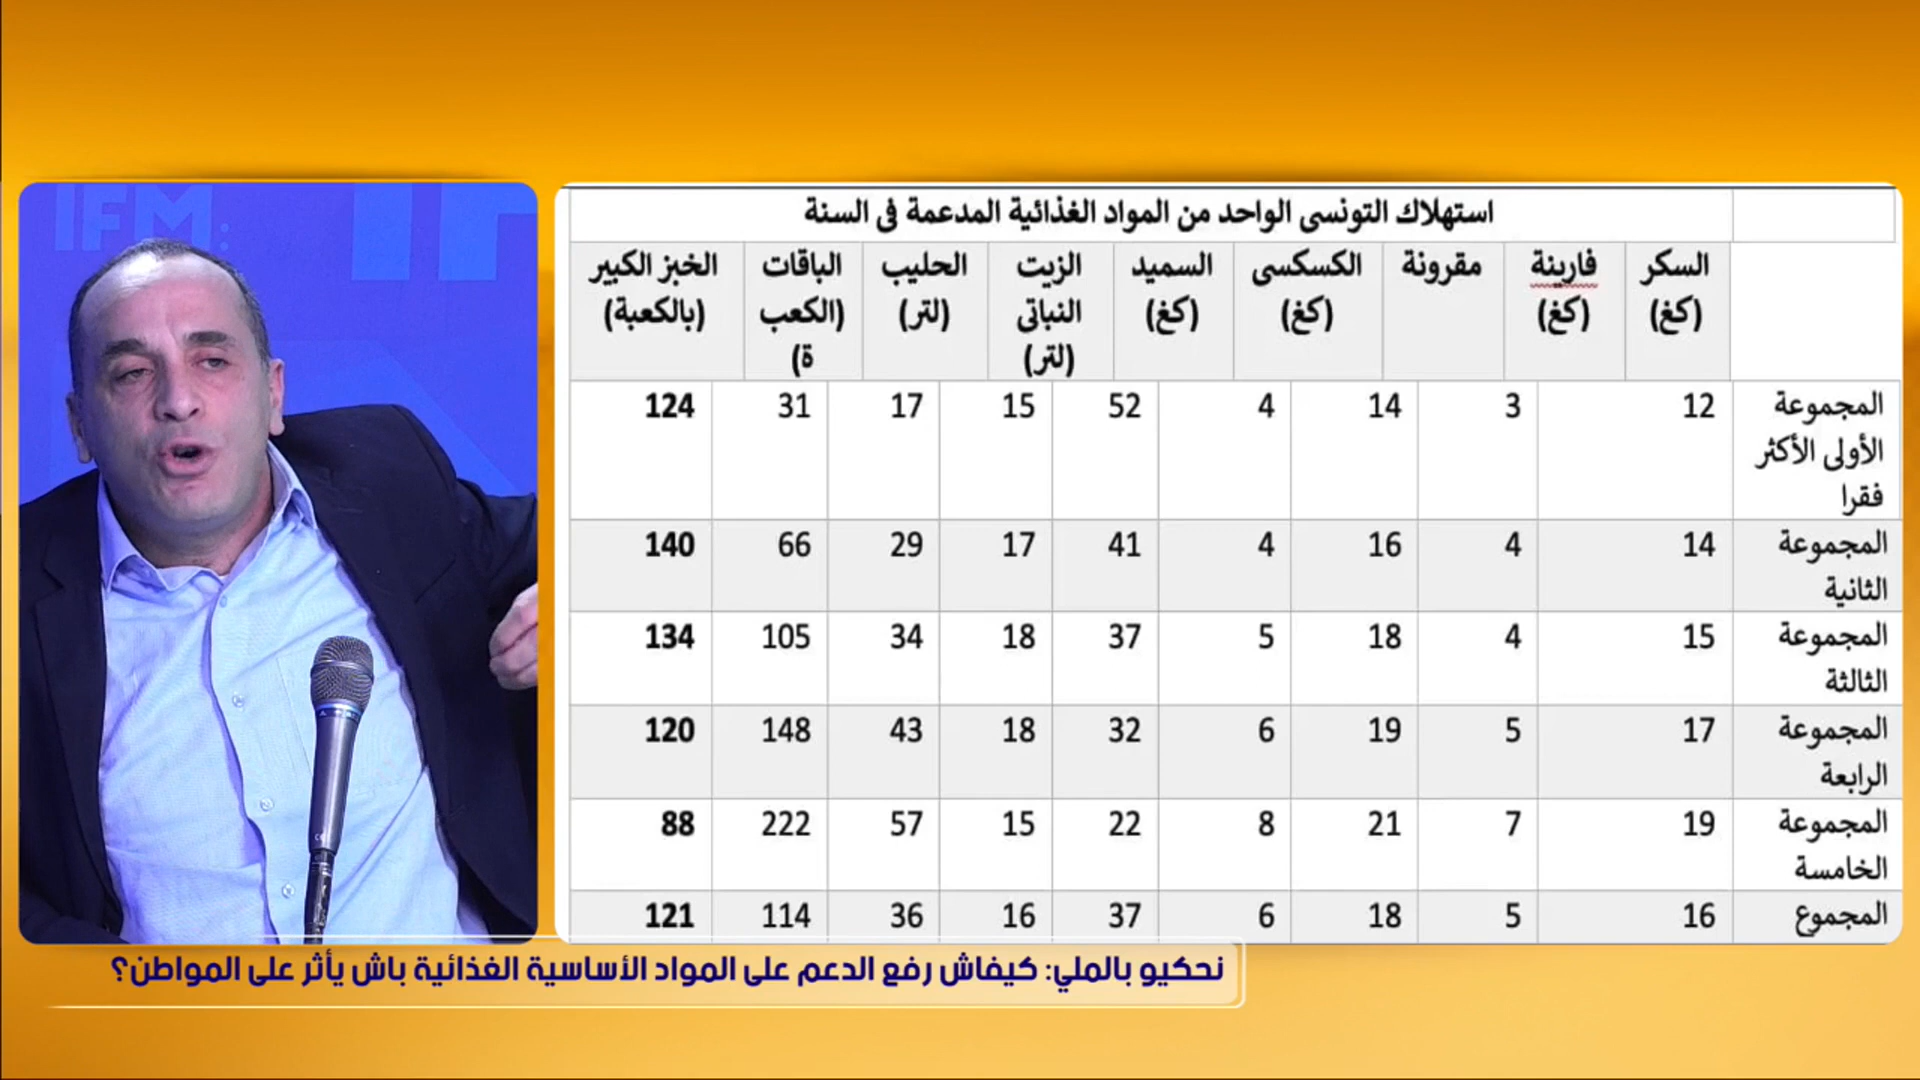 IFM:
استهلاك التونسي الواحد من المواد الغذائية المدعمة في السنة
السكر (كغ) | فارينة (كغ) | مقرونة | الكسكسي (كغ) | السميد (كغ) | الزيت النباتي (لتر) | الحليب (لتر) | الباقات (الكعبة) | الخبز الكبير (بالكعبة)
المجموعة الأولى الأكثر فقرا | 12 | 3 | 14 | 4 | 52 | 15 | 17 | 31 | 124
المجموعة الثانية | 14 | 4 | 16 | 4 | 41 | 17 | 29 | 66 | 140
المجموعة الثالثة | 15 | 4 | 18 | 5 | 37 | 18 | 34 | 105 | 134
المجموعة الرابعة | 17 | 5 | 19 | 6 | 32 | 18 | 43 | 148 | 120
المجموعة الخامسة | 19 | 7 | 21 | 8 | 22 | 15 | 57 | 222 | 88
المجموع | 16 | 5 | 18 | 6 | 37 | 16 | 36 | 114 | 121
نحكيو بالملي: كيفاش رفع الدعم على المواد الأساسية الغذائية باش يأثر على المواطن؟